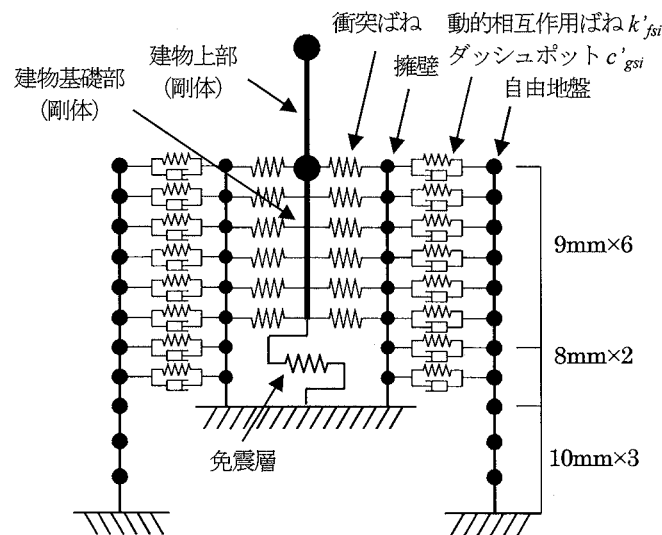 衝突ばね
動的相互作用ばね k'fsi
建物上部
(剛体)
ダッシュポット c'gsi
擁壁
自由地盤
建物基礎部
(剛体)
9mm×6
8mm×2
免震層
10mm×3